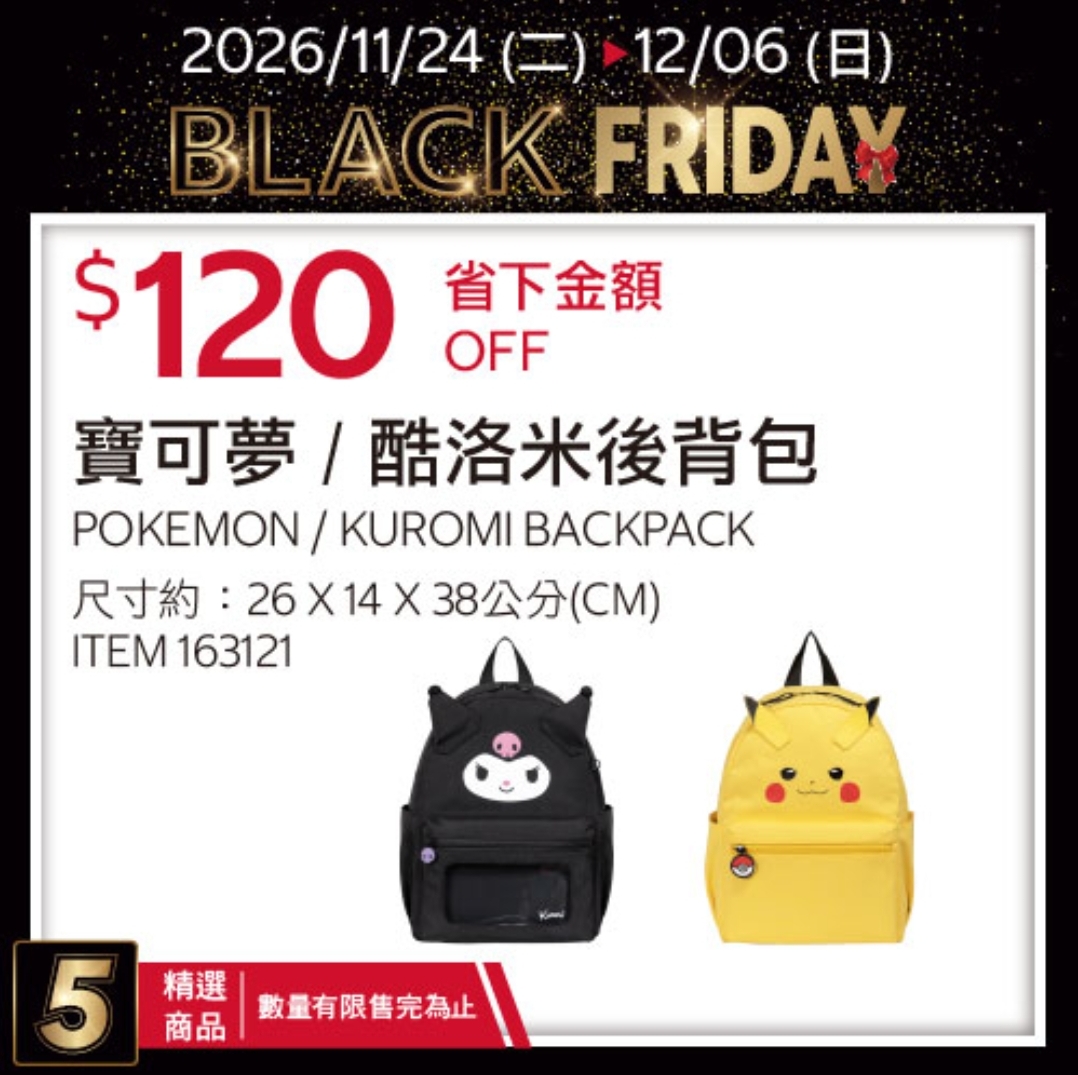 2026/11/24 (二) ▶ 12/06 (日)
BLACK FRIDAY
$120 省下金額
OFF
寶可夢 / 酷洛米後背包
POKEMON / KUROMI BACKPACK
尺寸約：26 X 14 X 38公分(CM)
ITEM 163121
Kuromi
5
精選
商品
數量有限售完為止